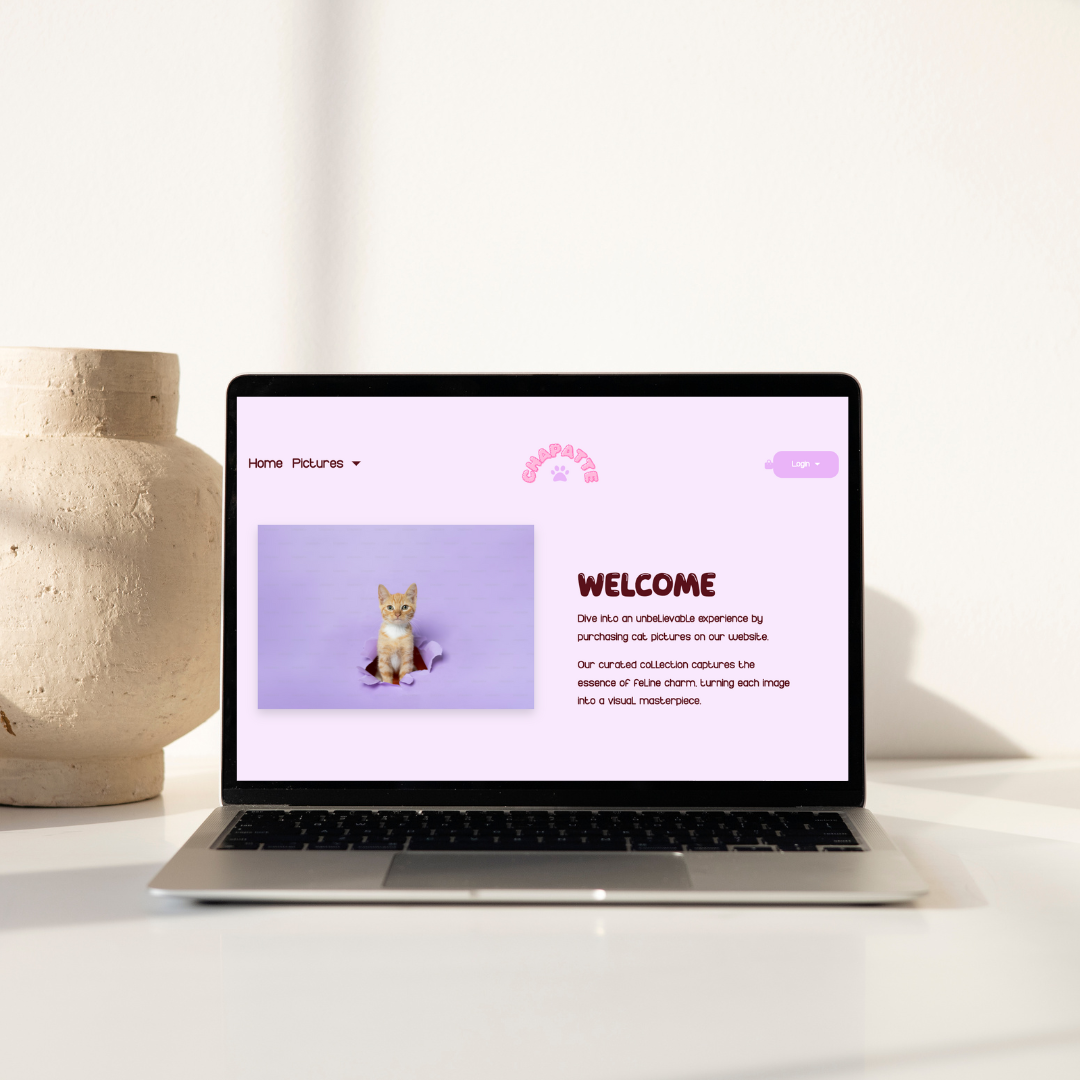 Home Pictures
CHAPATTE
Login
WELCOME
Dive into an unbelievable experience by
purchasing cat pictures on our website.
Our curated collection captures the
essence of feline charm, turning each image
into a visual masterpiece.